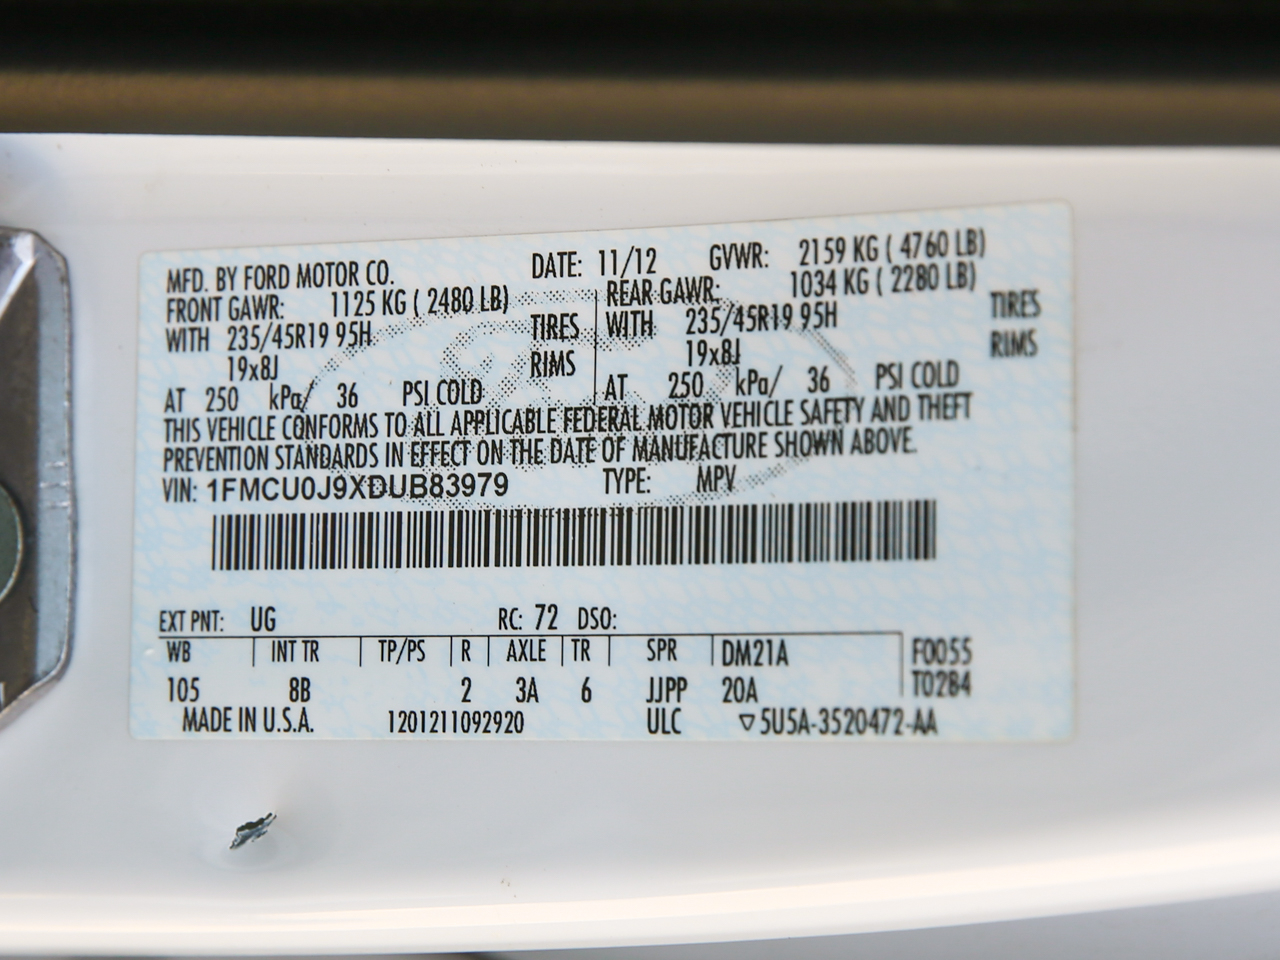 MFD. BY FORD MOTOR CO. DATE: 11/12 GVWR: 2159 KG ( 4760 LB)
FRONT GAWR: 1125 KG ( 2480 LB) REAR GAWR: 1034 KG ( 2280 LB)
WITH 235/45R19 95H TIRES WITH 235/45R19 95H TIRES
19x8J RIMS 19x8J RIMS
AT 250 kPa/ 36 PSI COLD AT 250 kPa/ 36 PSI COLD
THIS VEHICLE CONFORMS TO ALL APPLICABLE FEDERAL MOTOR VEHICLE SAFETY AND THEFT
PREVENTION STANDARDS IN EFFECT ON THE DATE OF MANUFACTURE SHOWN ABOVE.
VIN: 1FMCU0J9XDUB83979 TYPE: MPV
EXT PNT: UG RC: 72 DSO:
WB INT TR TP/PS R AXLE TR SPR DM21A F0055
105 8B 2 3A 6 JJPP 20A T02B4
MADE IN U.S.A. 1201211092920 ULC ▽5U5A-3520472-AA